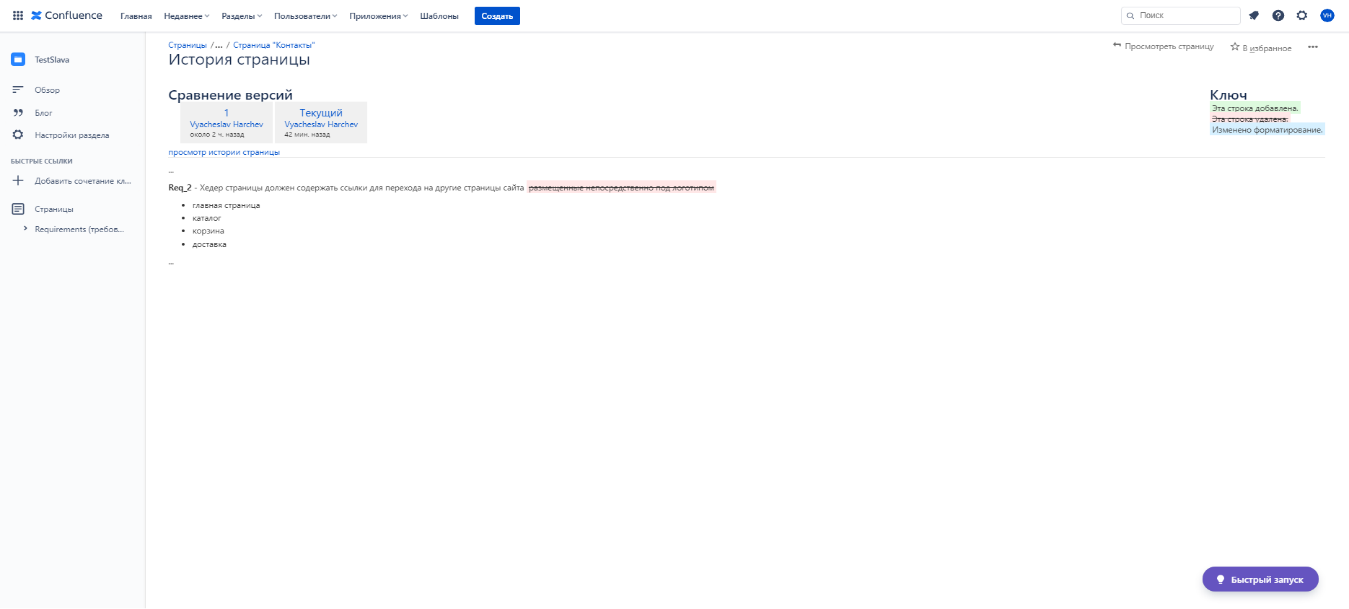 Confluence Главная Недавнее Разделы Пользователи Приложения Шаблоны Создать Поиск VH
Страницы /... / Страница "Контакты"
Просмотреть страницу В избранное
История страницы
TestSlava
Обзор
Блог
Настройки раздела
БЫСТРЫЕ ССЫЛКИ
Добавить сочетание кл...
Страницы
Requirements (требов...
Сравнение версий
1
Vyacheslav Harchev
около 2 ч. назад
Текущий
Vyacheslav Harchev
42 мин. назад
Ключ
Эта строка добавлена.
Эта строка удалена.
Изменено форматирование.
просмотр истории страницы
...
Req_2 - Хедер страницы должен содержать ссылки для перехода на другие страницы сайта размещенные непосредственно под логотипом
• главная страница
• каталог
• корзина
• доставка
...
Быстрый запуск